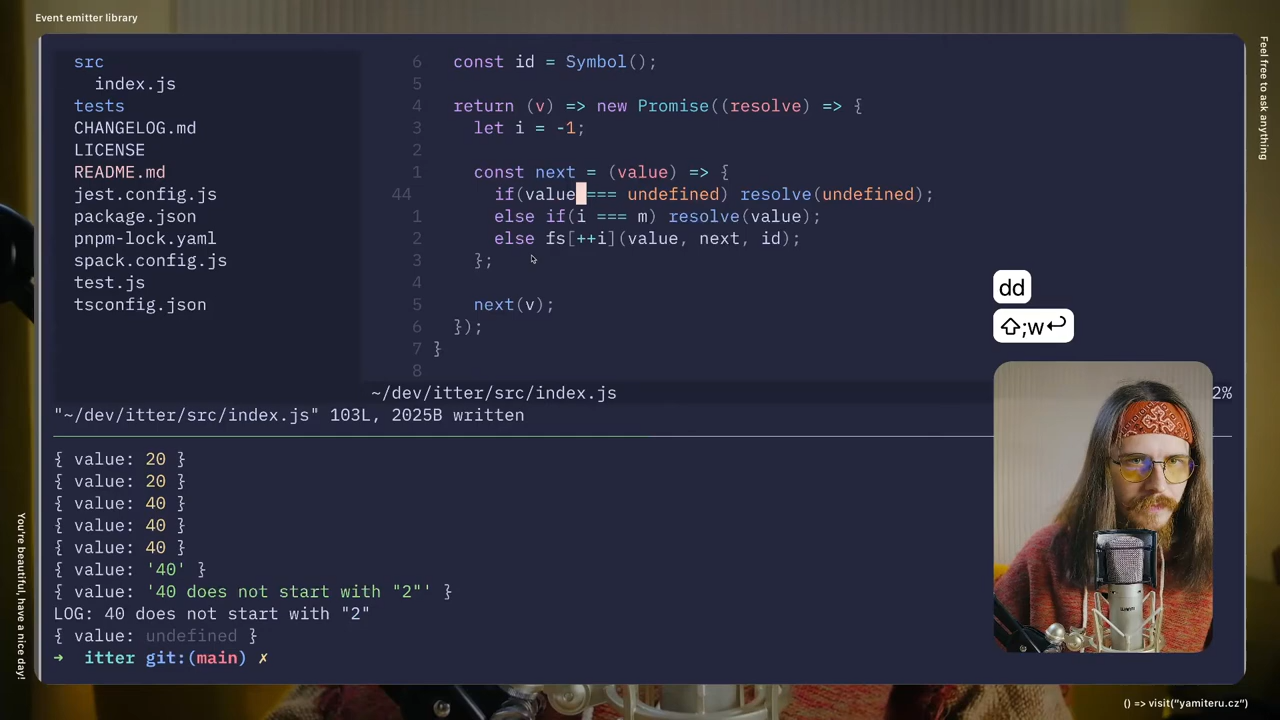 Event emitter library
Feel free to ask anything
src
index.js
tests
CHANGELOG.md
LICENSE
README.md
jest.config.js
package.json
pnpm-lock.yaml
spack.config.js
test.js
tsconfig.json
6 const id = Symbol();
5
4 return (v) => new Promise((resolve) => {
3 let i = -1;
2
1 const next = (value) => {
44 if(value === undefined) resolve(undefined);
1 else if(i === m) resolve(value);
2 else fs[++i](value, next, id);
3 };
4
5 next(v);
6 });
7 }
8
dd
⇧;w↩
~/dev/itter/src/index.js 2%
"~/dev/itter/src/index.js" 103L, 2025B written
{ value: 20 }
{ value: 20 }
{ value: 40 }
{ value: 40 }
{ value: 40 }
{ value: '40' }
{ value: '40 does not start with "2"' }
LOG: 40 does not start with "2"
{ value: undefined }
➜ itter git:(main) ✗
You're beautiful, have a nice day!
() => visit("yamiteru.cz")